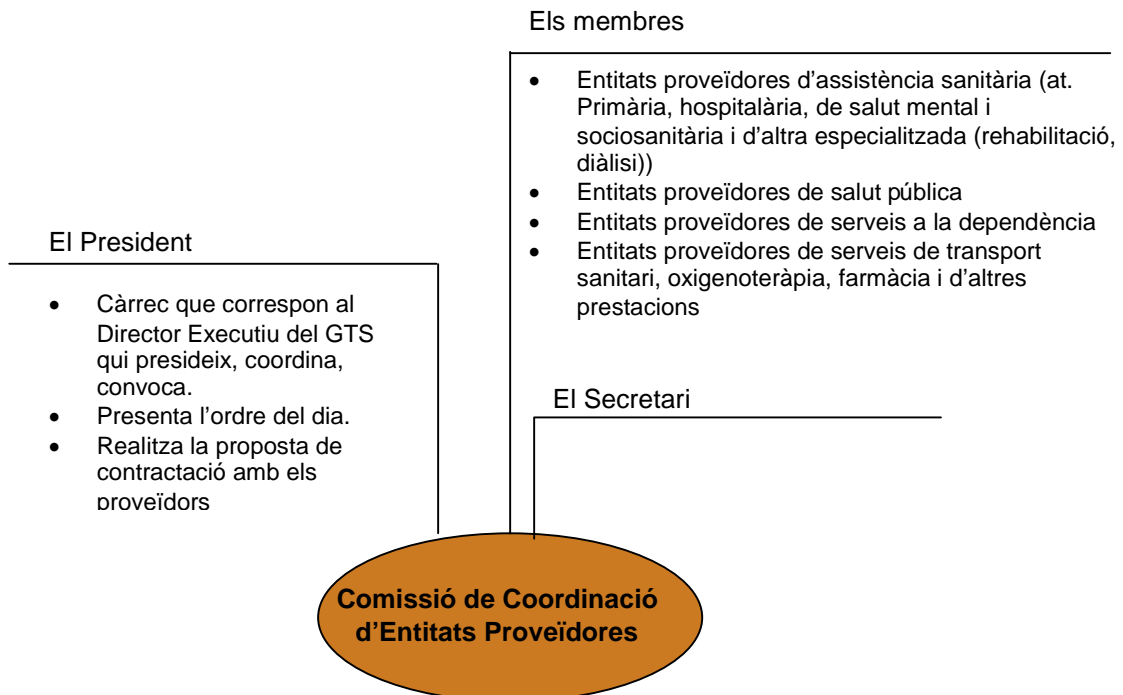 Els membres
• Entitats proveïdores d’assistència sanitària (at.
Primària, hospitalària, de salut mental i
sociosanitària i d’altra especialitzada (rehabilitació,
diàlisi))
• Entitats proveïdores de salut pública
• Entitats proveïdores de serveis a la dependència
• Entitats proveïdores de serveis de transport
sanitari, oxigenoteràpia, farmàcia i d’altres
prestacions
El President
• Càrrec que correspon al
Director Executiu del GTS
qui presideix, coordina,
convoca.
• Presenta l’ordre del dia.
• Realitza la proposta de
contractació amb els
proveïdors
El Secretari
Comissió de Coordinació
d’Entitats Proveïdores